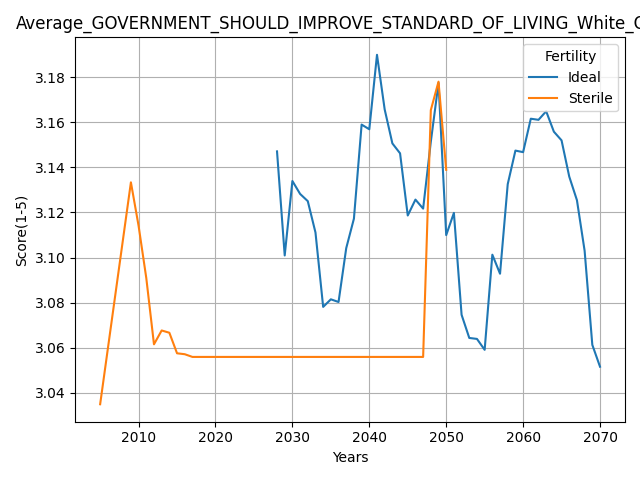 Average_GOVERNMENT_SHOULD_IMPROVE_STANDARD_OF_LIVING_White_
Fertility
Ideal
Sterile
Score(1-5)
3.18
3.16
3.14
3.12
3.10
3.08
3.06
3.04
2010
2020
2030
2040
2050
2060
2070
Years